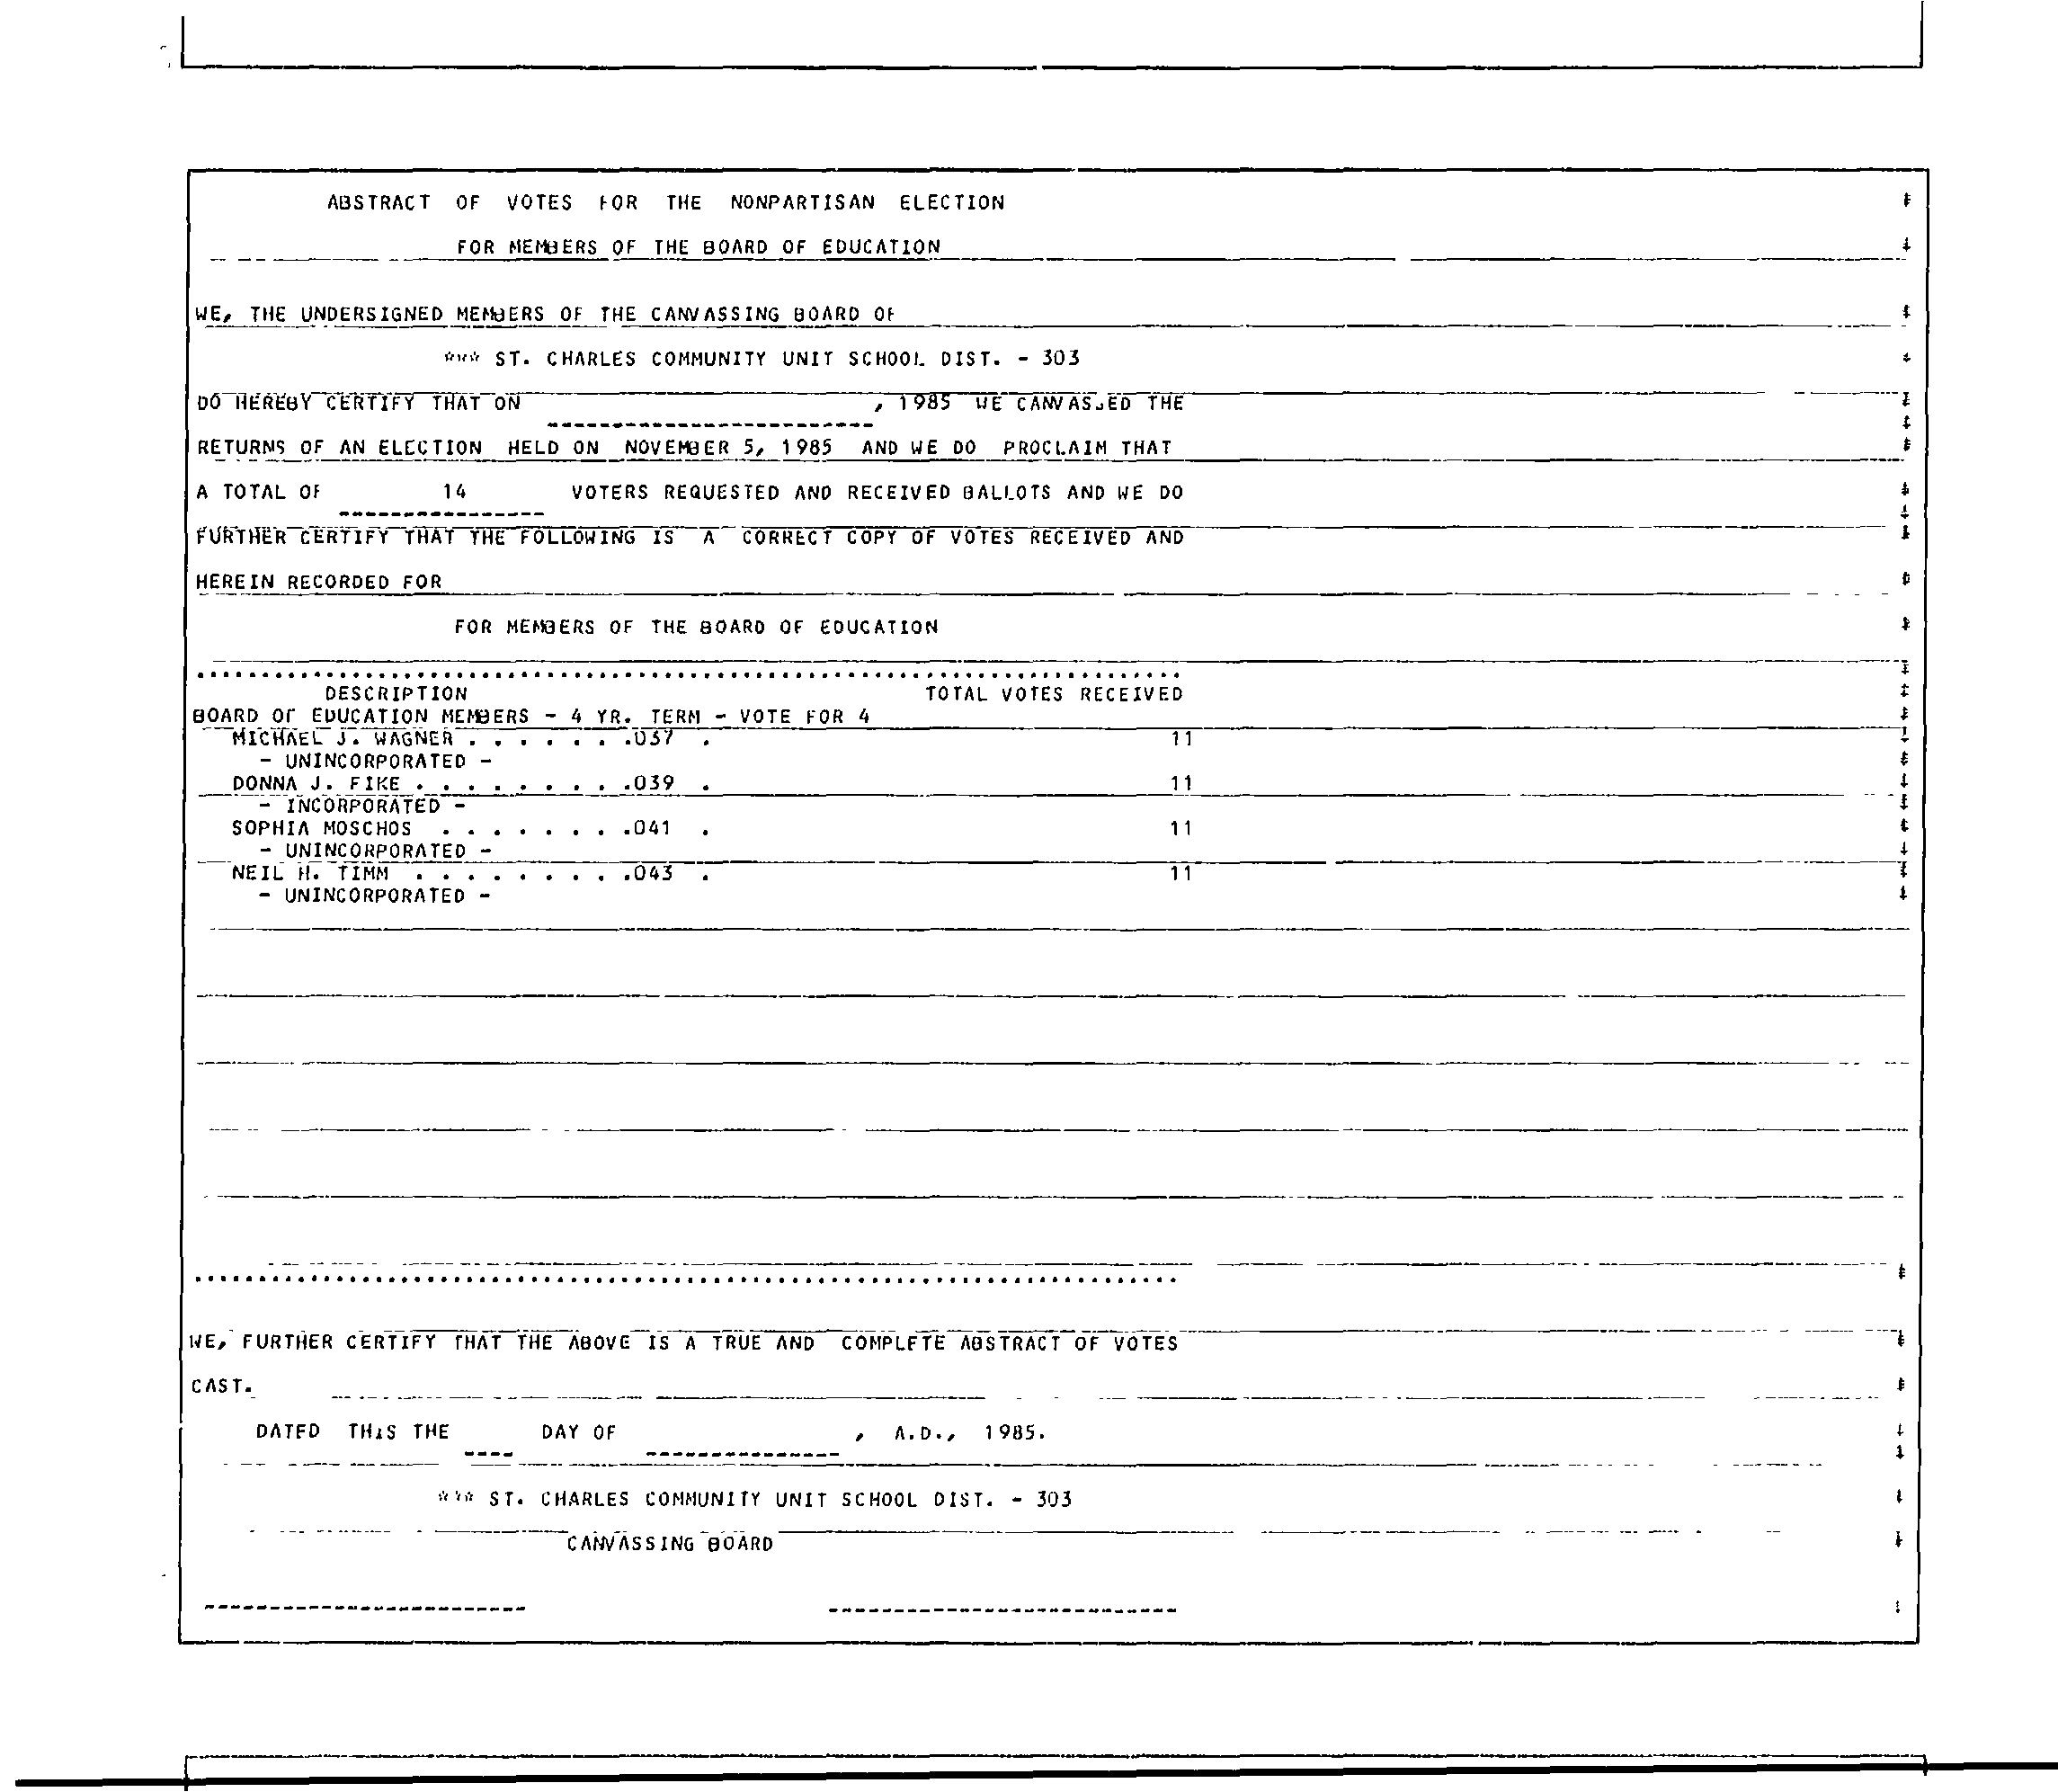 ABSTRACT OF VOTES FOR THE NONPARTISAN ELECTION
FOR MEMBERS OF THE BOARD OF EDUCATION
WE, THE UNDERSIGNED MEMBERS OF THE CANVASSING BOARD OF
*** ST. CHARLES COMMUNITY UNIT SCHOOL DIST. - 303
DO HEREBY CERTIFY THAT ON , 1985 WE CANVASSED THE
RETURNS OF AN ELECTION HELD ON NOVEMBER 5, 1985 AND WE DO PROCLAIM THAT
A TOTAL OF 14 VOTERS REQUESTED AND RECEIVED BALLOTS AND WE DO
FURTHER CERTIFY THAT THE FOLLOWING IS A CORRECT COPY OF VOTES RECEIVED AND
HEREIN RECORDED FOR
FOR MEMBERS OF THE BOARD OF EDUCATION
DESCRIPTION TOTAL VOTES RECEIVED
BOARD OF EDUCATION MEMBERS - 4 YR. TERM - VOTE FOR 4
MICHAEL J. WAGNER . . . . . . .037 . 11
- UNINCORPORATED -
DONNA J. FIKE . . . . . . . . .039 . 11
- INCORPORATED -
SOPHIA MOSCHOS . . . . . . . .041 . 11
- UNINCORPORATED -
NEIL H. TIMM . . . . . . . . .043 . 11
- UNINCORPORATED -
WE, FURTHER CERTIFY THAT THE ABOVE IS A TRUE AND COMPLETE ABSTRACT OF VOTES
CAST.
DATED THIS THE DAY OF , A.D., 1985.
*** ST. CHARLES COMMUNITY UNIT SCHOOL DIST. - 303
CANVASSING BOARD